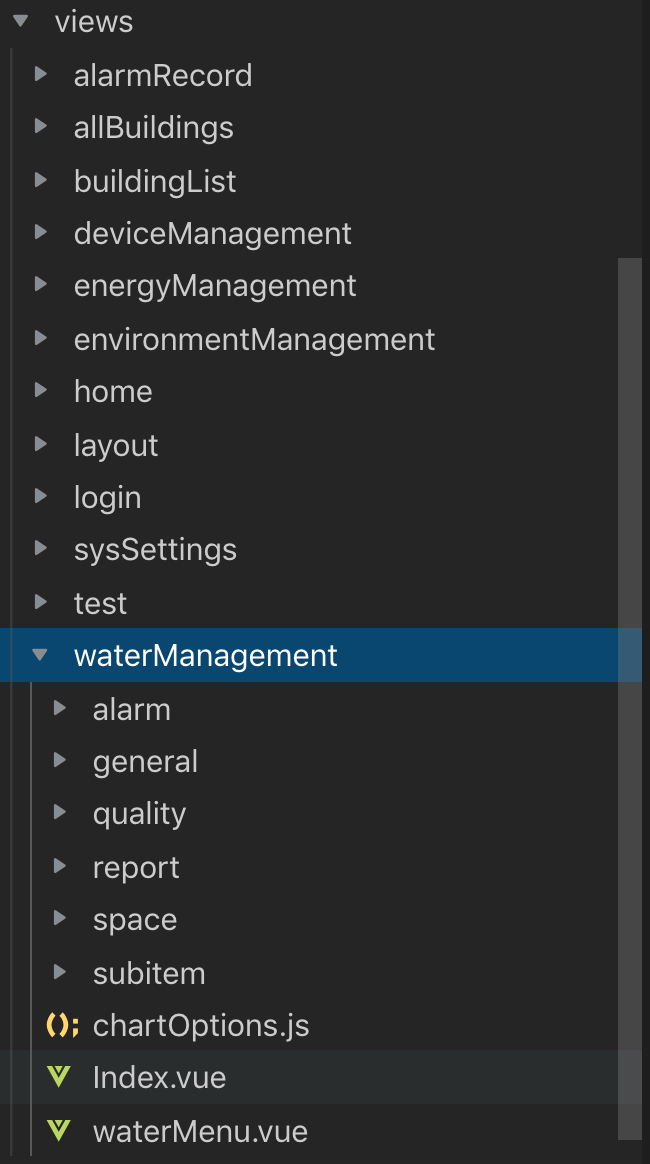 views
alarmRecord
allBuildings
buildingList
deviceManagement
energyManagement
environmentManagement
home
layout
login
sysSettings
test
waterManagement
alarm
general
quality
report
space
subitem
chartOptions.js
Index.vue
waterMenu.vue